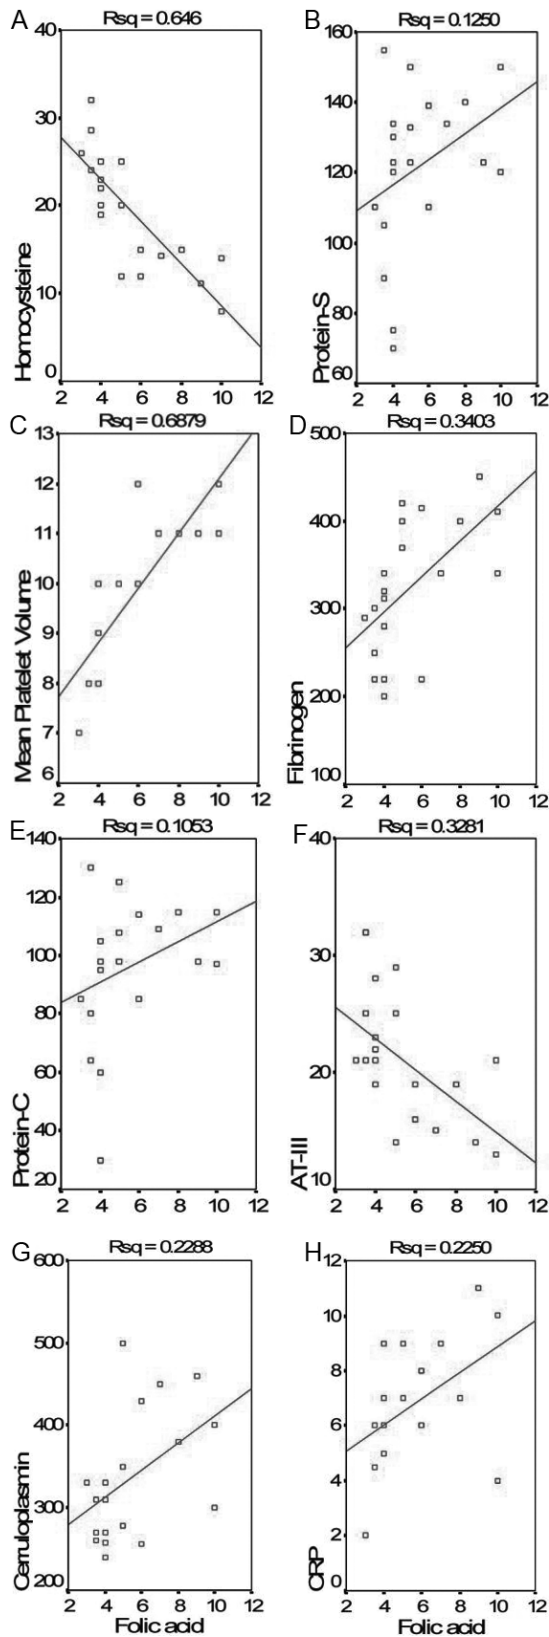 A Rsq = 0.646
40
30
20
10
0
Homocysteine
2 4 6 8 10 12
B Rsq = 0.1250
160
140
120
100
80
60
Protein-S
2 4 6 8 10 12
C Rsq = 0.6879
13
12
11
10
9
8
7
6
Mean Platelet Volume
2 4 6 8 10 12
D Rsq = 0.3403
500
400
300
200
100
Fibrinogen
2 4 6 8 10 12
E Rsq = 0.1053
140
120
100
80
60
40
20
Protein-C
2 4 6 8 10 12
F Rsq = 0.3281
40
30
20
10
AT-III
2 4 6 8 10 12
G Rsq = 0.2288
600
500
400
300
200
Cerruloplasmin
2 4 6 8 10 12
Folic acid
H Rsq = 0.2250
12
10
8
6
4
2
0
CRP
2 4 6 8 10 12
Folic acid